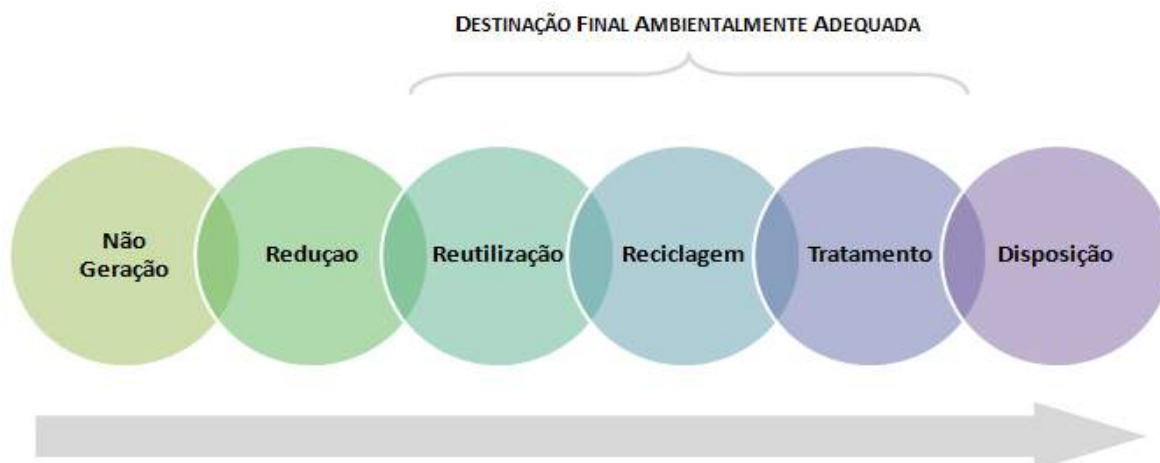 DESTINAÇÃO FINAL AMBIENTALMENTE ADEQUADA
Não
Geração
Reduçao
Reutilização
Reciclagem
Tratamento
Disposição